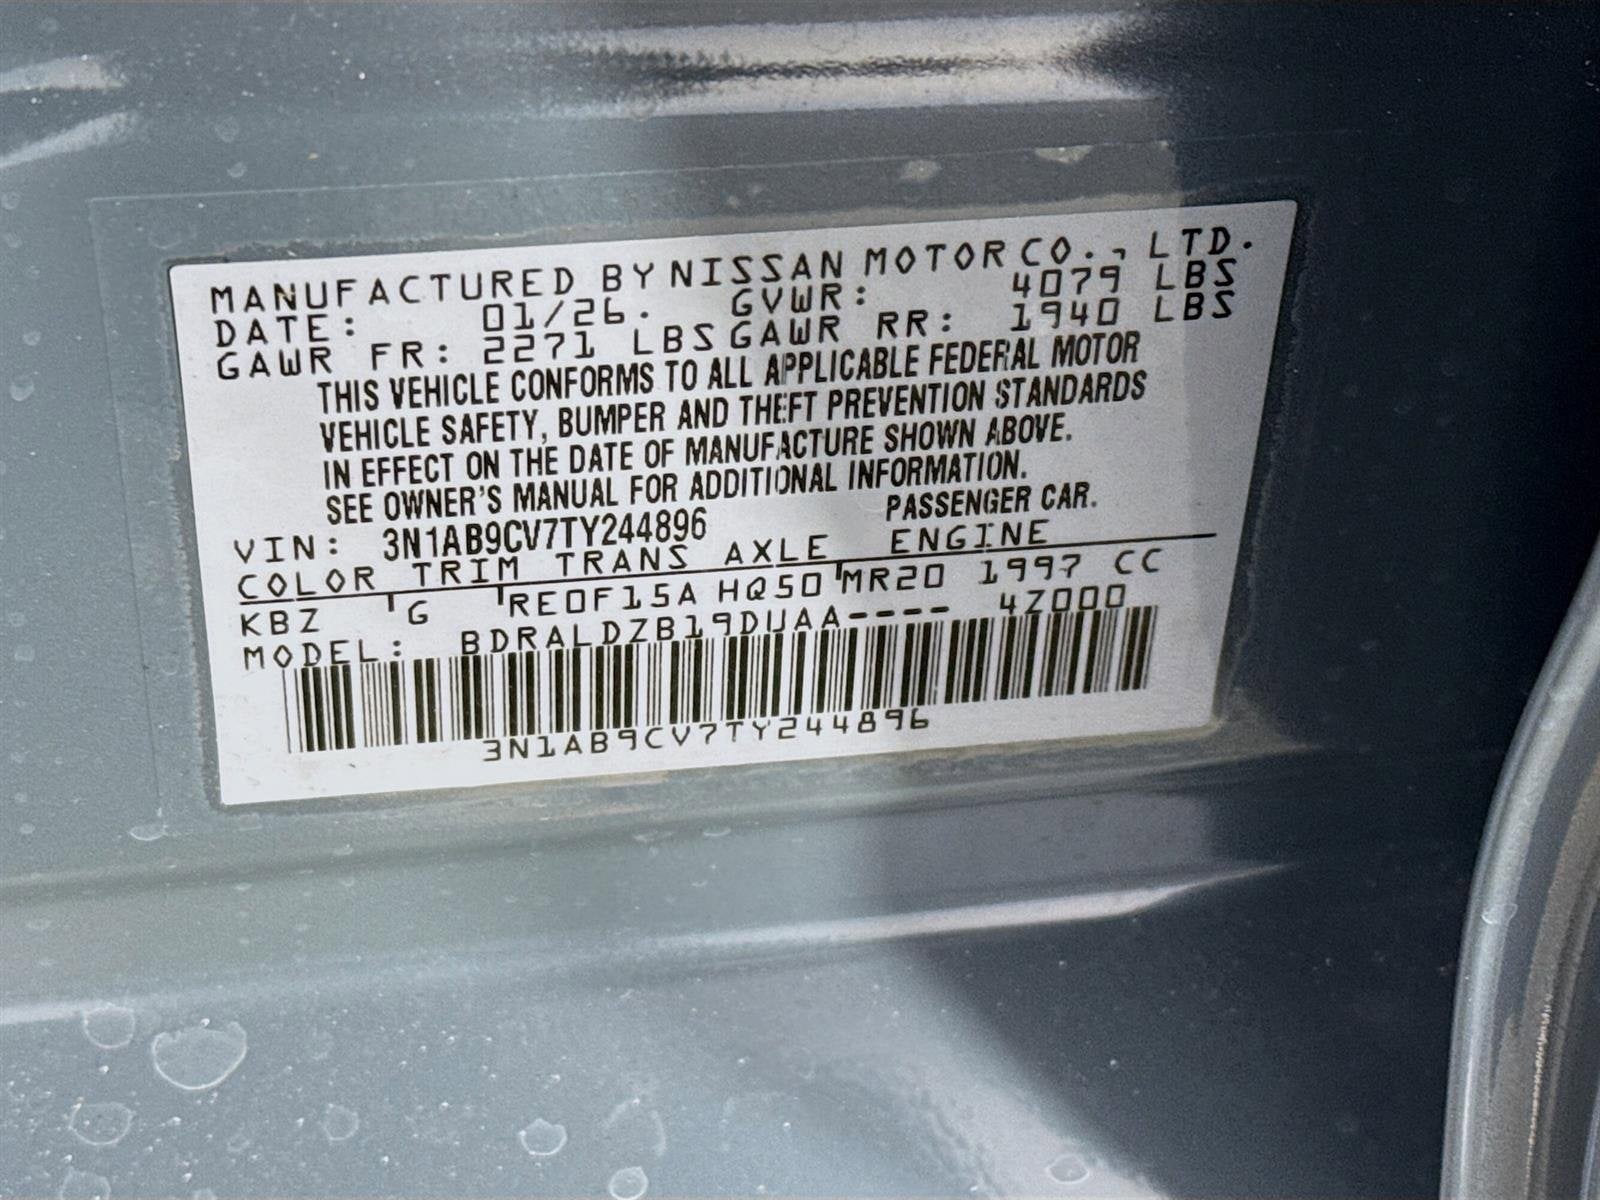 MANUFACTURED BY NISSAN MOTOR CO., LTD.
DATE: 01/26. GVWR: 4079 LBS
GAWR FR: 2271 LBS GAWR RR: 1940 LBS
THIS VEHICLE CONFORMS TO ALL APPLICABLE FEDERAL MOTOR
VEHICLE SAFETY, BUMPER AND THEFT PREVENTION STANDARDS
IN EFFECT ON THE DATE OF MANUFACTURE SHOWN ABOVE.
SEE OWNER'S MANUAL FOR ADDITIONAL INFORMATION.
PASSENGER CAR.
VIN: 3N1AB9CV7TY244896
COLOR TRIM TRANS AXLE ENGINE
KBZ G RE0F15A HQ50 MR20 1997 CC
MODEL: BDRALDZB19DUAA---- 4Z000
3N1AB9CV7TY244896